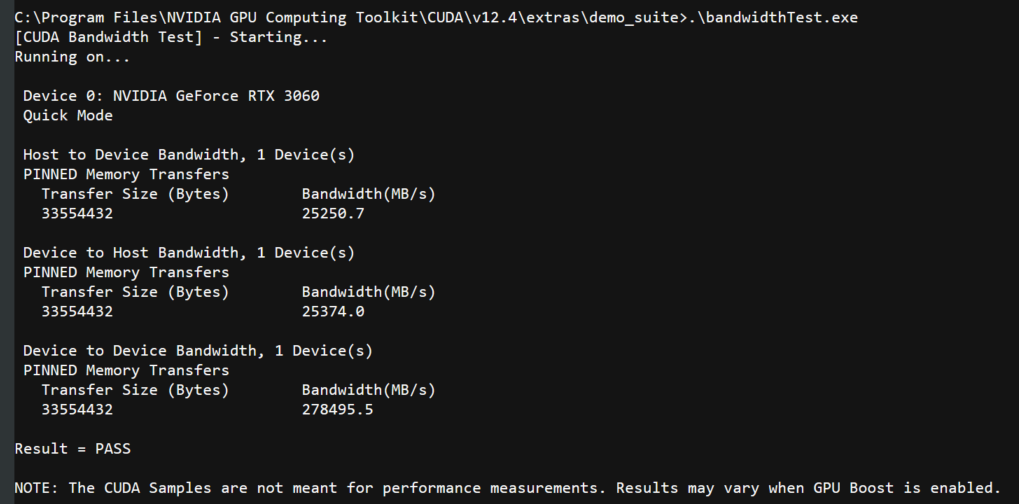 C:\Program Files\NVIDIA GPU Computing Toolkit\CUDA\v12.4\extras\demo_suite>.\bandwidthTest.exe
[CUDA Bandwidth Test] - Starting...
Running on...

 Device 0: NVIDIA GeForce RTX 3060
 Quick Mode

 Host to Device Bandwidth, 1 Device(s)
 PINNED Memory Transfers
   Transfer Size (Bytes)        Bandwidth(MB/s)
   33554432                     25250.7

 Device to Host Bandwidth, 1 Device(s)
 PINNED Memory Transfers
   Transfer Size (Bytes)        Bandwidth(MB/s)
   33554432                     25374.0

 Device to Device Bandwidth, 1 Device(s)
 PINNED Memory Transfers
   Transfer Size (Bytes)        Bandwidth(MB/s)
   33554432                     278495.5

Result = PASS

NOTE: The CUDA Samples are not meant for performance measurements. Results may vary when GPU Boost is enabled.